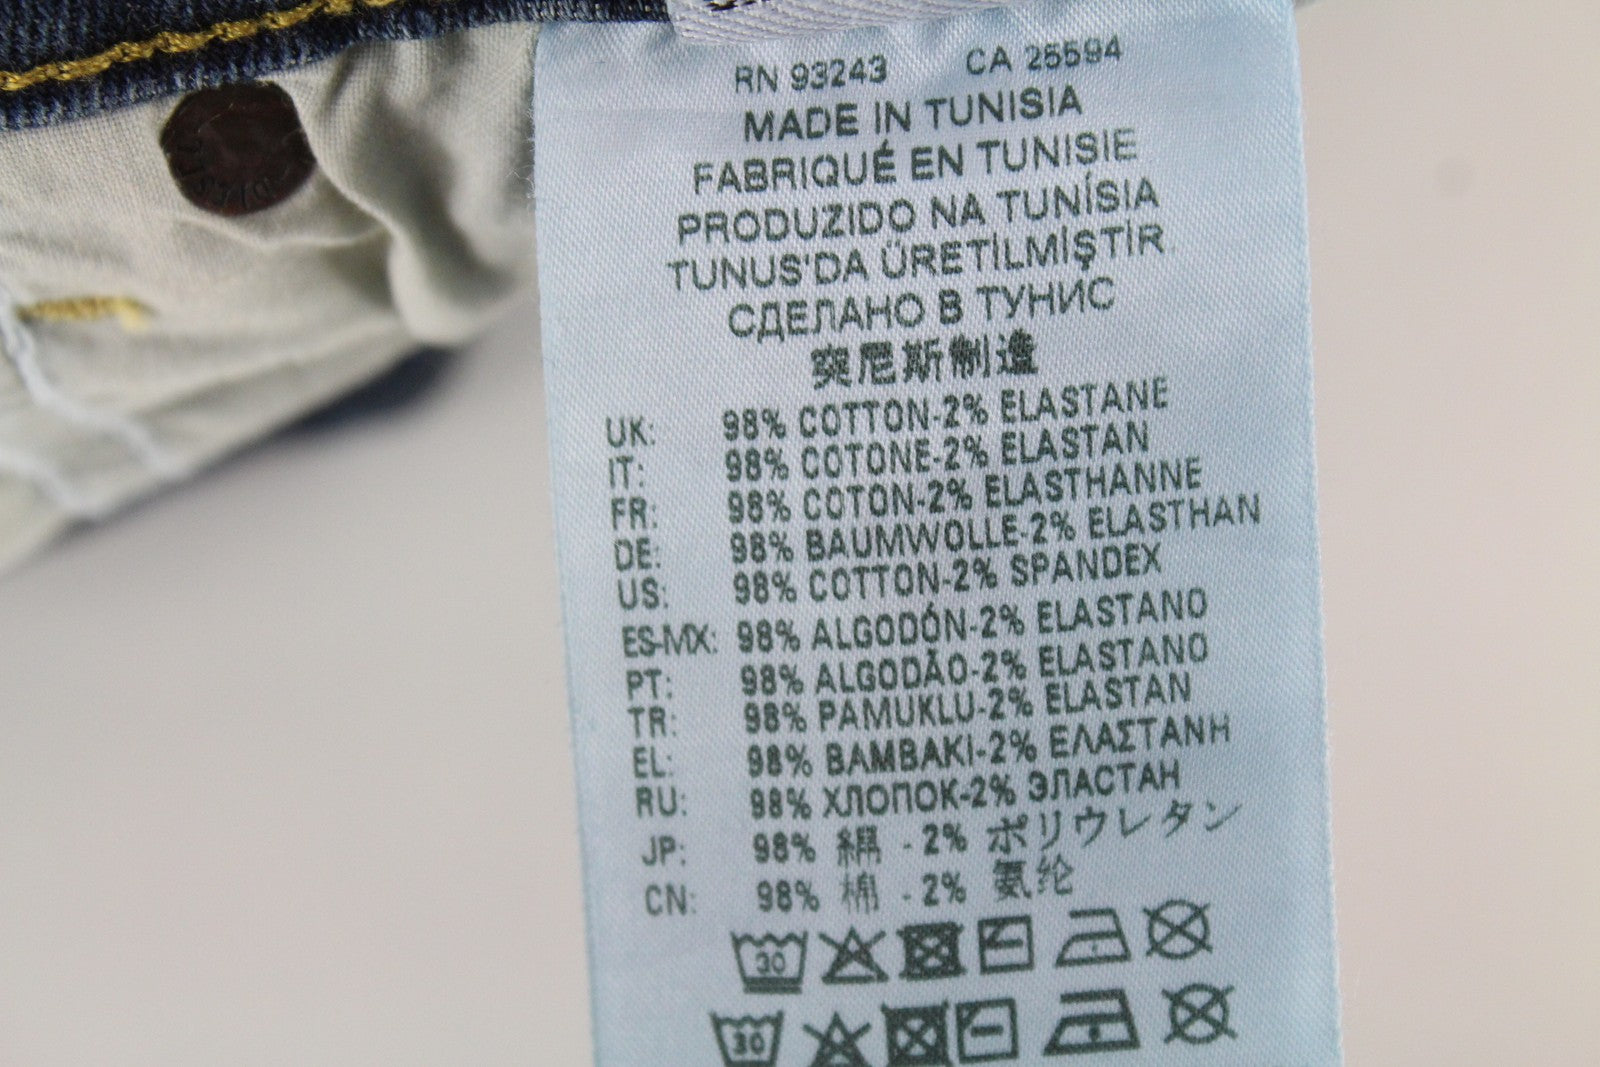 RN 93243 CA 25594
MADE IN TUNISIA
FABRIQUÉ EN TUNISIE
PRODUZIDO NA TUNÍSIA
TUNUS'DA ÜRETİLMİŞTİR
СДЕЛАНО В ТУНИС
突尼斯制造
UK: 98% COTTON-2% ELASTANE
IT: 98% COTONE-2% ELASTAN
FR: 98% COTON-2% ELASTHANNE
DE: 98% BAUMWOLLE-2% ELASTHAN
US: 98% COTTON-2% SPANDEX
ES-MX: 98% ALGODÓN-2% ELASTANO
PT: 98% ALGODÃO-2% ELASTANO
TR: 98% PAMUKLU-2% ELASTAN
EL: 98% BAMBAKI-2% ΕΛΑΣΤΑΝΗ
RU: 98% ХЛОПОК-2% ЭЛАСТАН
JP: 98% 綿 - 2% ポリウレタン
CN: 98% 棉 - 2% 氨纶
30
30